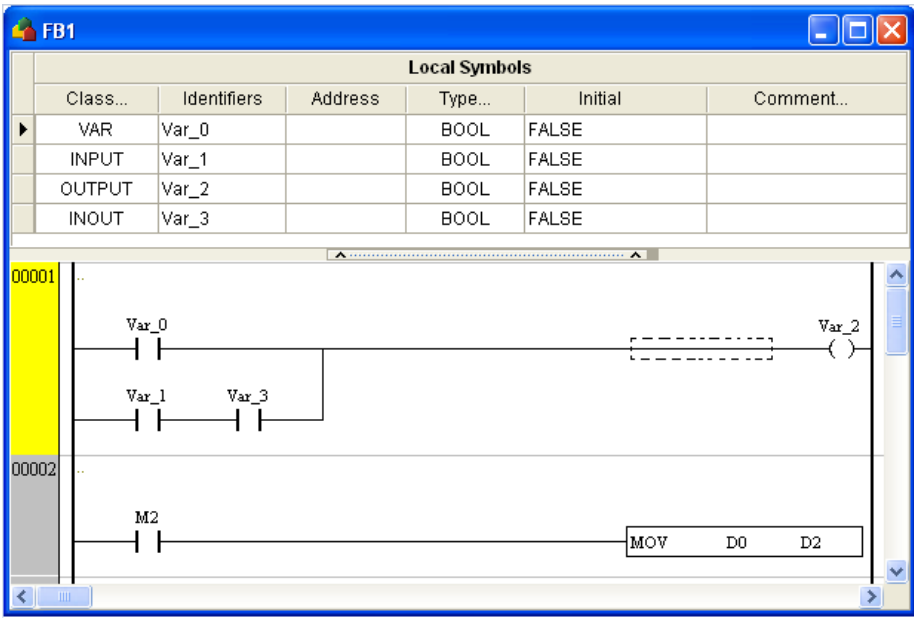 FB1
Local Symbols
Class... Identifiers Address Type... Initial Comment...
VAR Var_0 BOOL FALSE
INPUT Var_1 BOOL FALSE
OUTPUT Var_2 BOOL FALSE
INOUT Var_3 BOOL FALSE
00001 ..
Var_0 Var_2
Var_1 Var_3
00002 ..
M2
MOV D0 D2